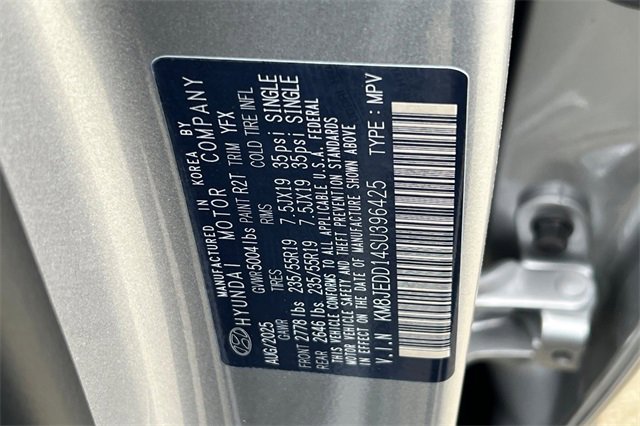 MANUFACTURED IN KOREA BY
HYUNDAI MOTOR COMPANY
GVWR 5004 lbs PAINT R2T TRIM YFX
AUG/2025 GAWR TIRES RIMS COLD TIRE INFL
FRONT 2778 lbs 235/55R19 7.5JX19 35psi SINGLE
REAR 2646 lbs 235/55R19 7.5JX19 35psi SINGLE
THIS VEHICLE CONFORMS TO ALL APPLICABLE U.S.A. FEDERAL
MOTOR VEHICLE SAFETY AND THEFT PREVENTION STANDARDS
IN EFFECT ON THE DATE OF MANUFACTURE SHOWN ABOVE
V.I.N KM8JEDD14SU396425 TYPE : MPV